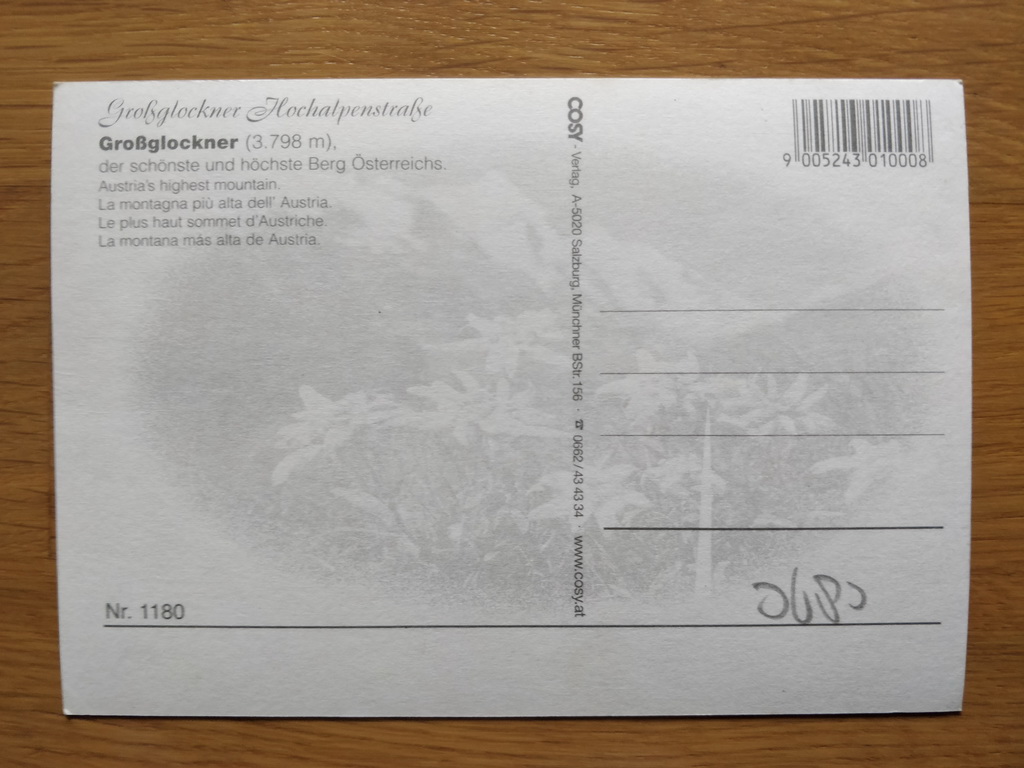 Großglockner Hochalpenstraße
Großglockner (3.798 m),
der schönste und höchste Berg Österreichs.
Austria's highest mountain.
La montagna più alta dell' Austria.
Le plus haut sommet d'Austriche.
La montana más alta de Austria.
COSY - Verlag, A-5020 Salzburg, Münchner BStr. 156 · ☎ 0662/43 43 34 · www.cosy.at
9 005243 010008
Nr. 1180